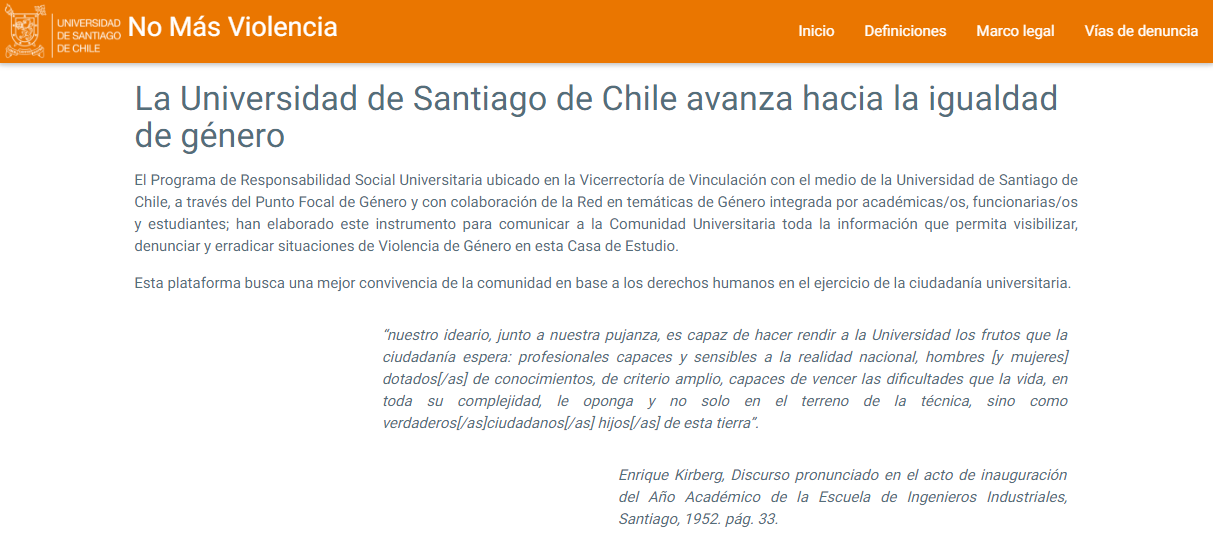 UNIVERSIDAD
DE SANTIAGO
DE CHILE
No Más Violencia
Inicio Definiciones Marco legal Vías de denuncia
La Universidad de Santiago de Chile avanza hacia la igualdad
de género
El Programa de Responsabilidad Social Universitaria ubicado en la Vicerrectoría de Vinculación con el medio de la Universidad de Santiago de
Chile, a través del Punto Focal de Género y con colaboración de la Red en temáticas de Género integrada por académicas/os, funcionarias/os
y estudiantes; han elaborado este instrumento para comunicar a la Comunidad Universitaria toda la información que permita visibilizar,
denunciar y erradicar situaciones de Violencia de Género en esta Casa de Estudio.
Esta plataforma busca una mejor convivencia de la comunidad en base a los derechos humanos en el ejercicio de la ciudadanía universitaria.
“nuestro ideario, junto a nuestra pujanza, es capaz de hacer rendir a la Universidad los frutos que la
ciudadanía espera: profesionales capaces y sensibles a la realidad nacional, hombres [y mujeres]
dotados[/as] de conocimientos, de criterio amplio, capaces de vencer las dificultades que la vida, en
toda su complejidad, le oponga y no solo en el terreno de la técnica, sino como
verdaderos[/as]ciudadanos[/as] hijos[/as] de esta tierra”.
Enrique Kirberg, Discurso pronunciado en el acto de inauguración
del Año Académico de la Escuela de Ingenieros Industriales,
Santiago, 1952. pág. 33.